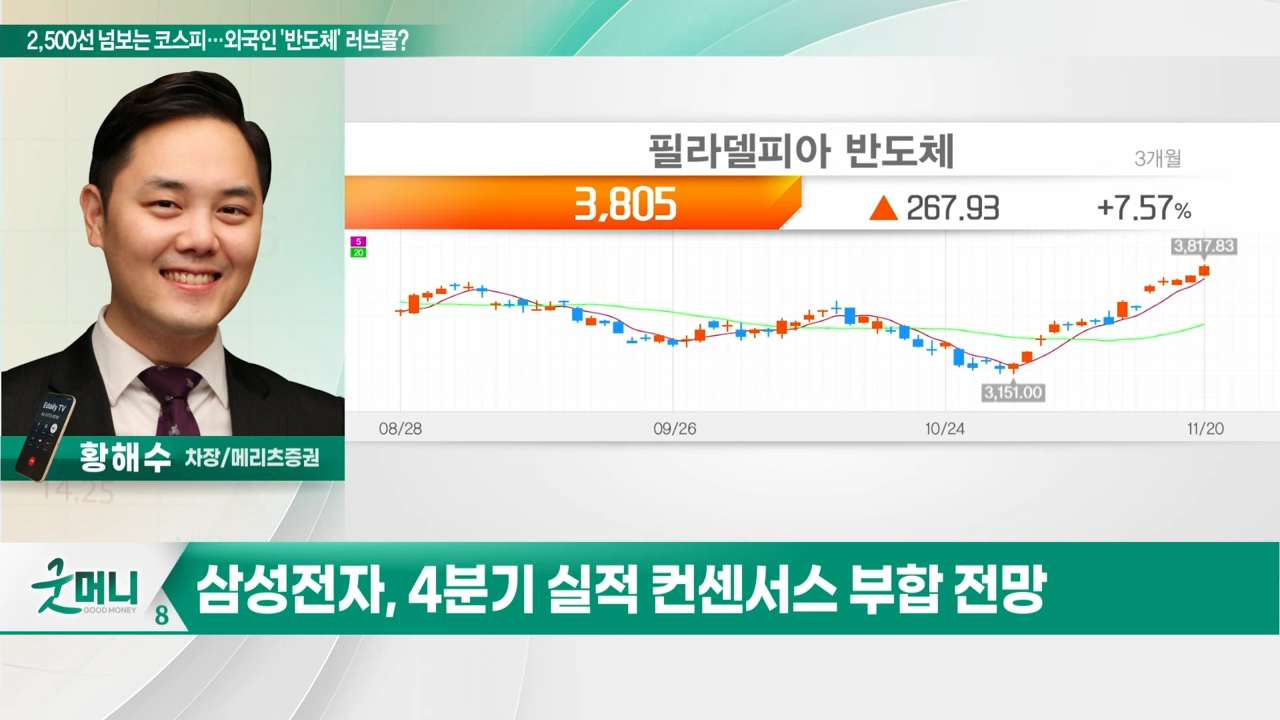 2,500선 넘보는 코스피…외국인 '반도체' 러브콜?
필라델피아 반도체
3개월
3,805
▲ 267.93
+7.57%
5
20
3,817.83
3,151.00
08/28
09/26
10/24
11/20
Edaily TV
황해수 차장/메리츠증권
14.25
굿머니
GOOD MONEY
8
삼성전자, 4분기 실적 컨센서스 부합 전망